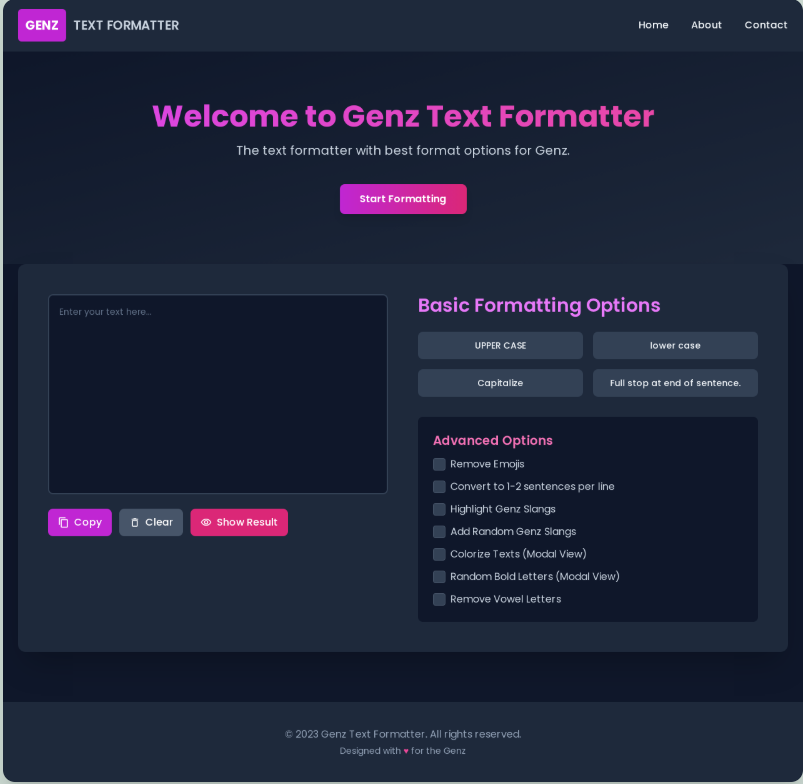 GENZ TEXT FORMATTER
Home About Contact
Welcome to Genz Text Formatter
The text formatter with best format options for Genz.
Start Formatting
Enter your text here...
Copy Clear Show Result
Basic Formatting Options
UPPER CASE lower case
Capitalize Full stop at end of sentence.
Advanced Options
Remove Emojis
Convert to 1-2 sentences per line
Highlight Genz Slangs
Add Random Genz Slangs
Colorize Texts (Modal View)
Random Bold Letters (Modal View)
Remove Vowel Letters
© 2023 Genz Text Formatter. All rights reserved.
Designed with ♥ for the Genz